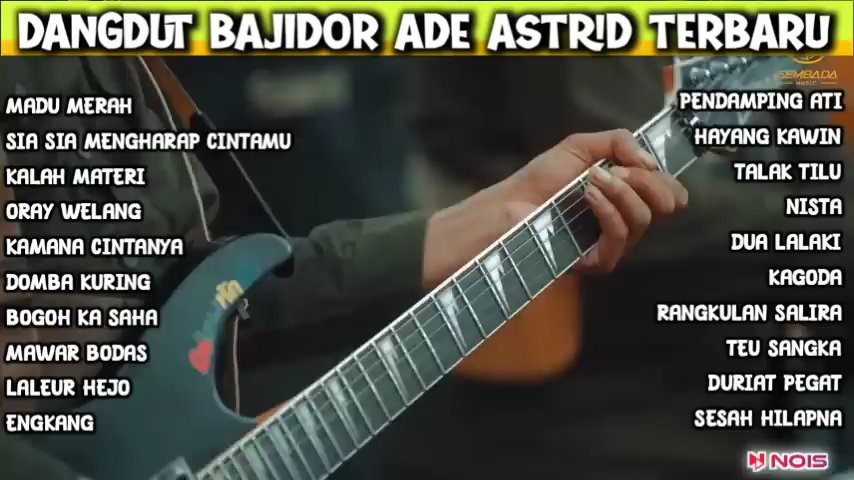 DANGDUT BAJIDOR ADE ASTRID TERBARU
SEMBADA
MUSIC
MADU MERAH
SIA SIA MENGHARAP CINTAMU
KALAH MATERI
ORAY WELANG
KAMANA CINTANYA
DOMBA KURING
BOGOH KA SAHA
MAWAR BODAS
LALEUR HEJO
ENGKANG
PENDAMPING ATI
HAYANG KAWIN
TALAK TILU
NISTA
DUA LALAKI
KAGODA
RANGKULAN SALIRA
TEU SANGKA
DURIAT PEGAT
SESAH HILAPNA
NOIS